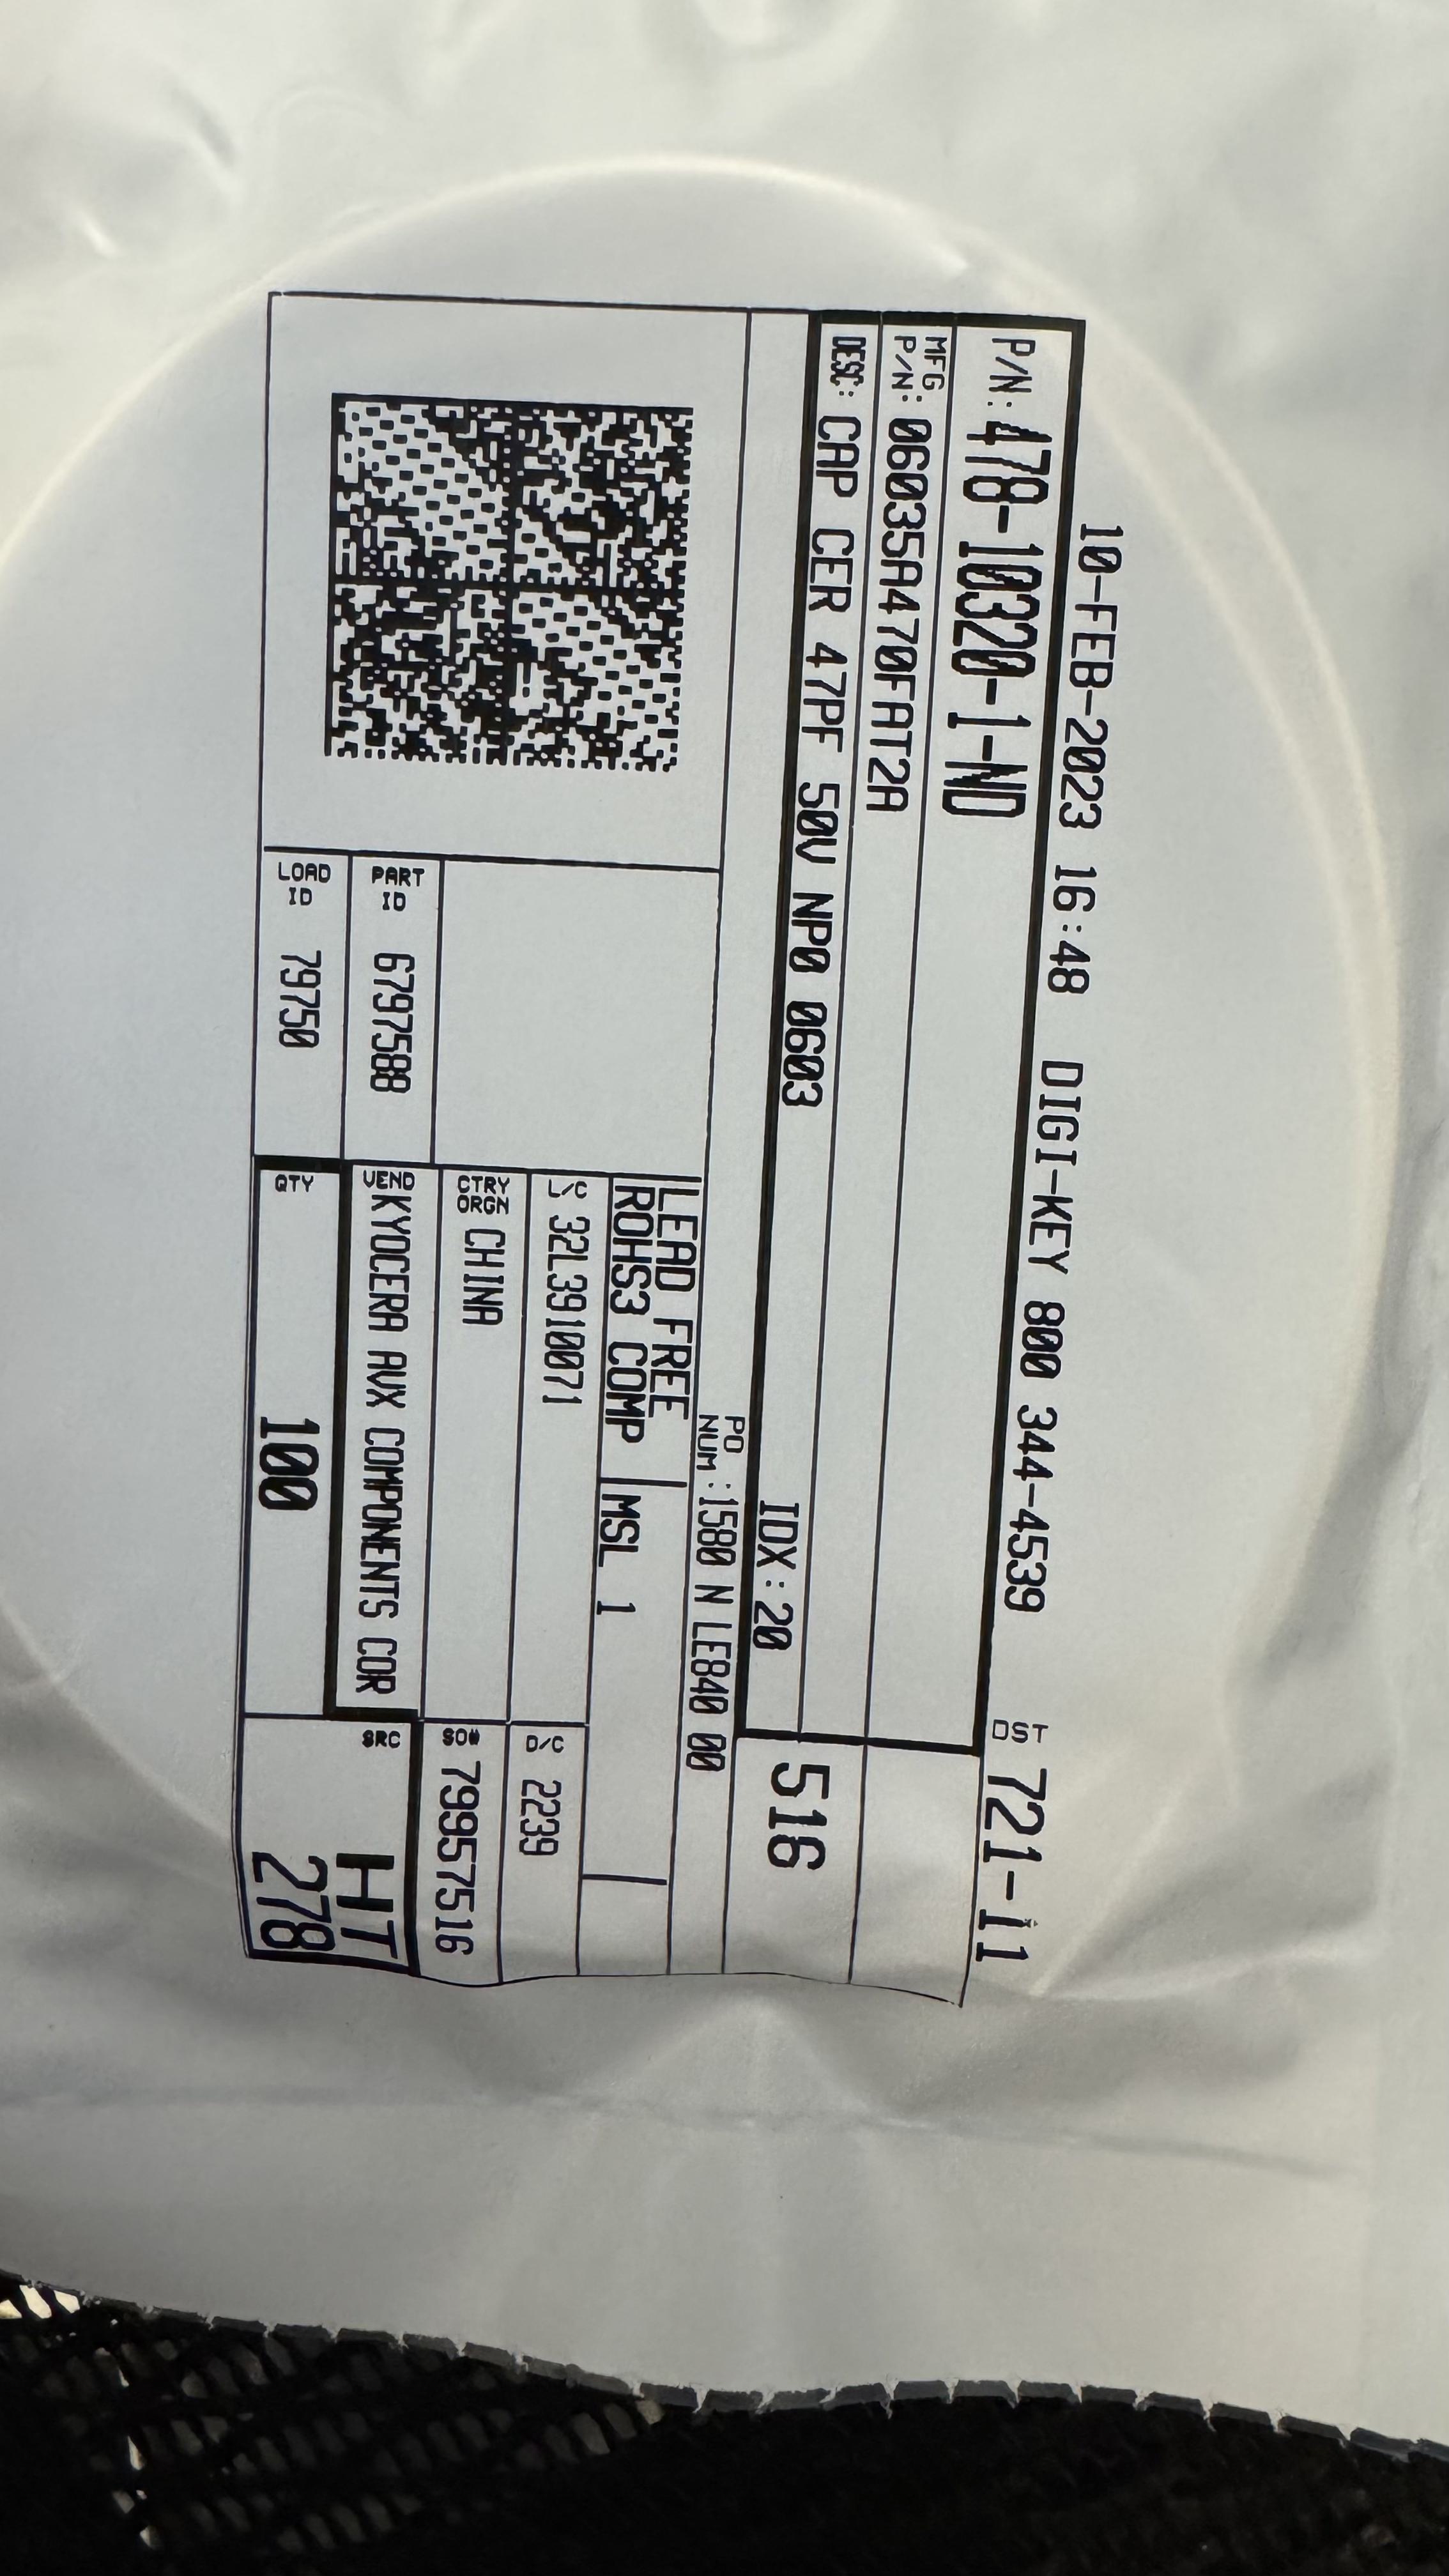 10-FEB-2023 16:48 DIGI-KEY 800 344-4539 DST 721-11
P/N: 478-10320-1-ND
MFG P/N: 06035A470FAT2A
DESC: CAP CER 47PF 50V NP0 0603
IDX: 20 516
PO NUM :1580 N LE840 00
LEAD FREE
ROHS3 COMP MSL 1
L/C 32L3910071 D/C 2239
CTRY ORGN CHINA SO# 79957516
PART ID 6797588 VEND KYOCERA AVX COMPONENTS COR SRC HT
LOAD ID 79750 QTY 100 278